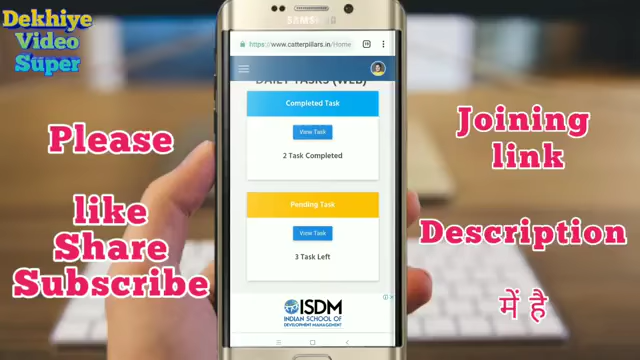 Dekhiye
Video
Super
Please
like
Share
Subscribe
Joining
link
Description
में है
SAMSUNG
https://www.catterpillars.in/Home
DAILY TASKS (WEB)
Completed Task
View Task
2 Task Completed
Pending Task
View Task
3 Task Left
ISDM
INDIAN SCHOOL OF
DEVELOPMENT MANAGEMENT